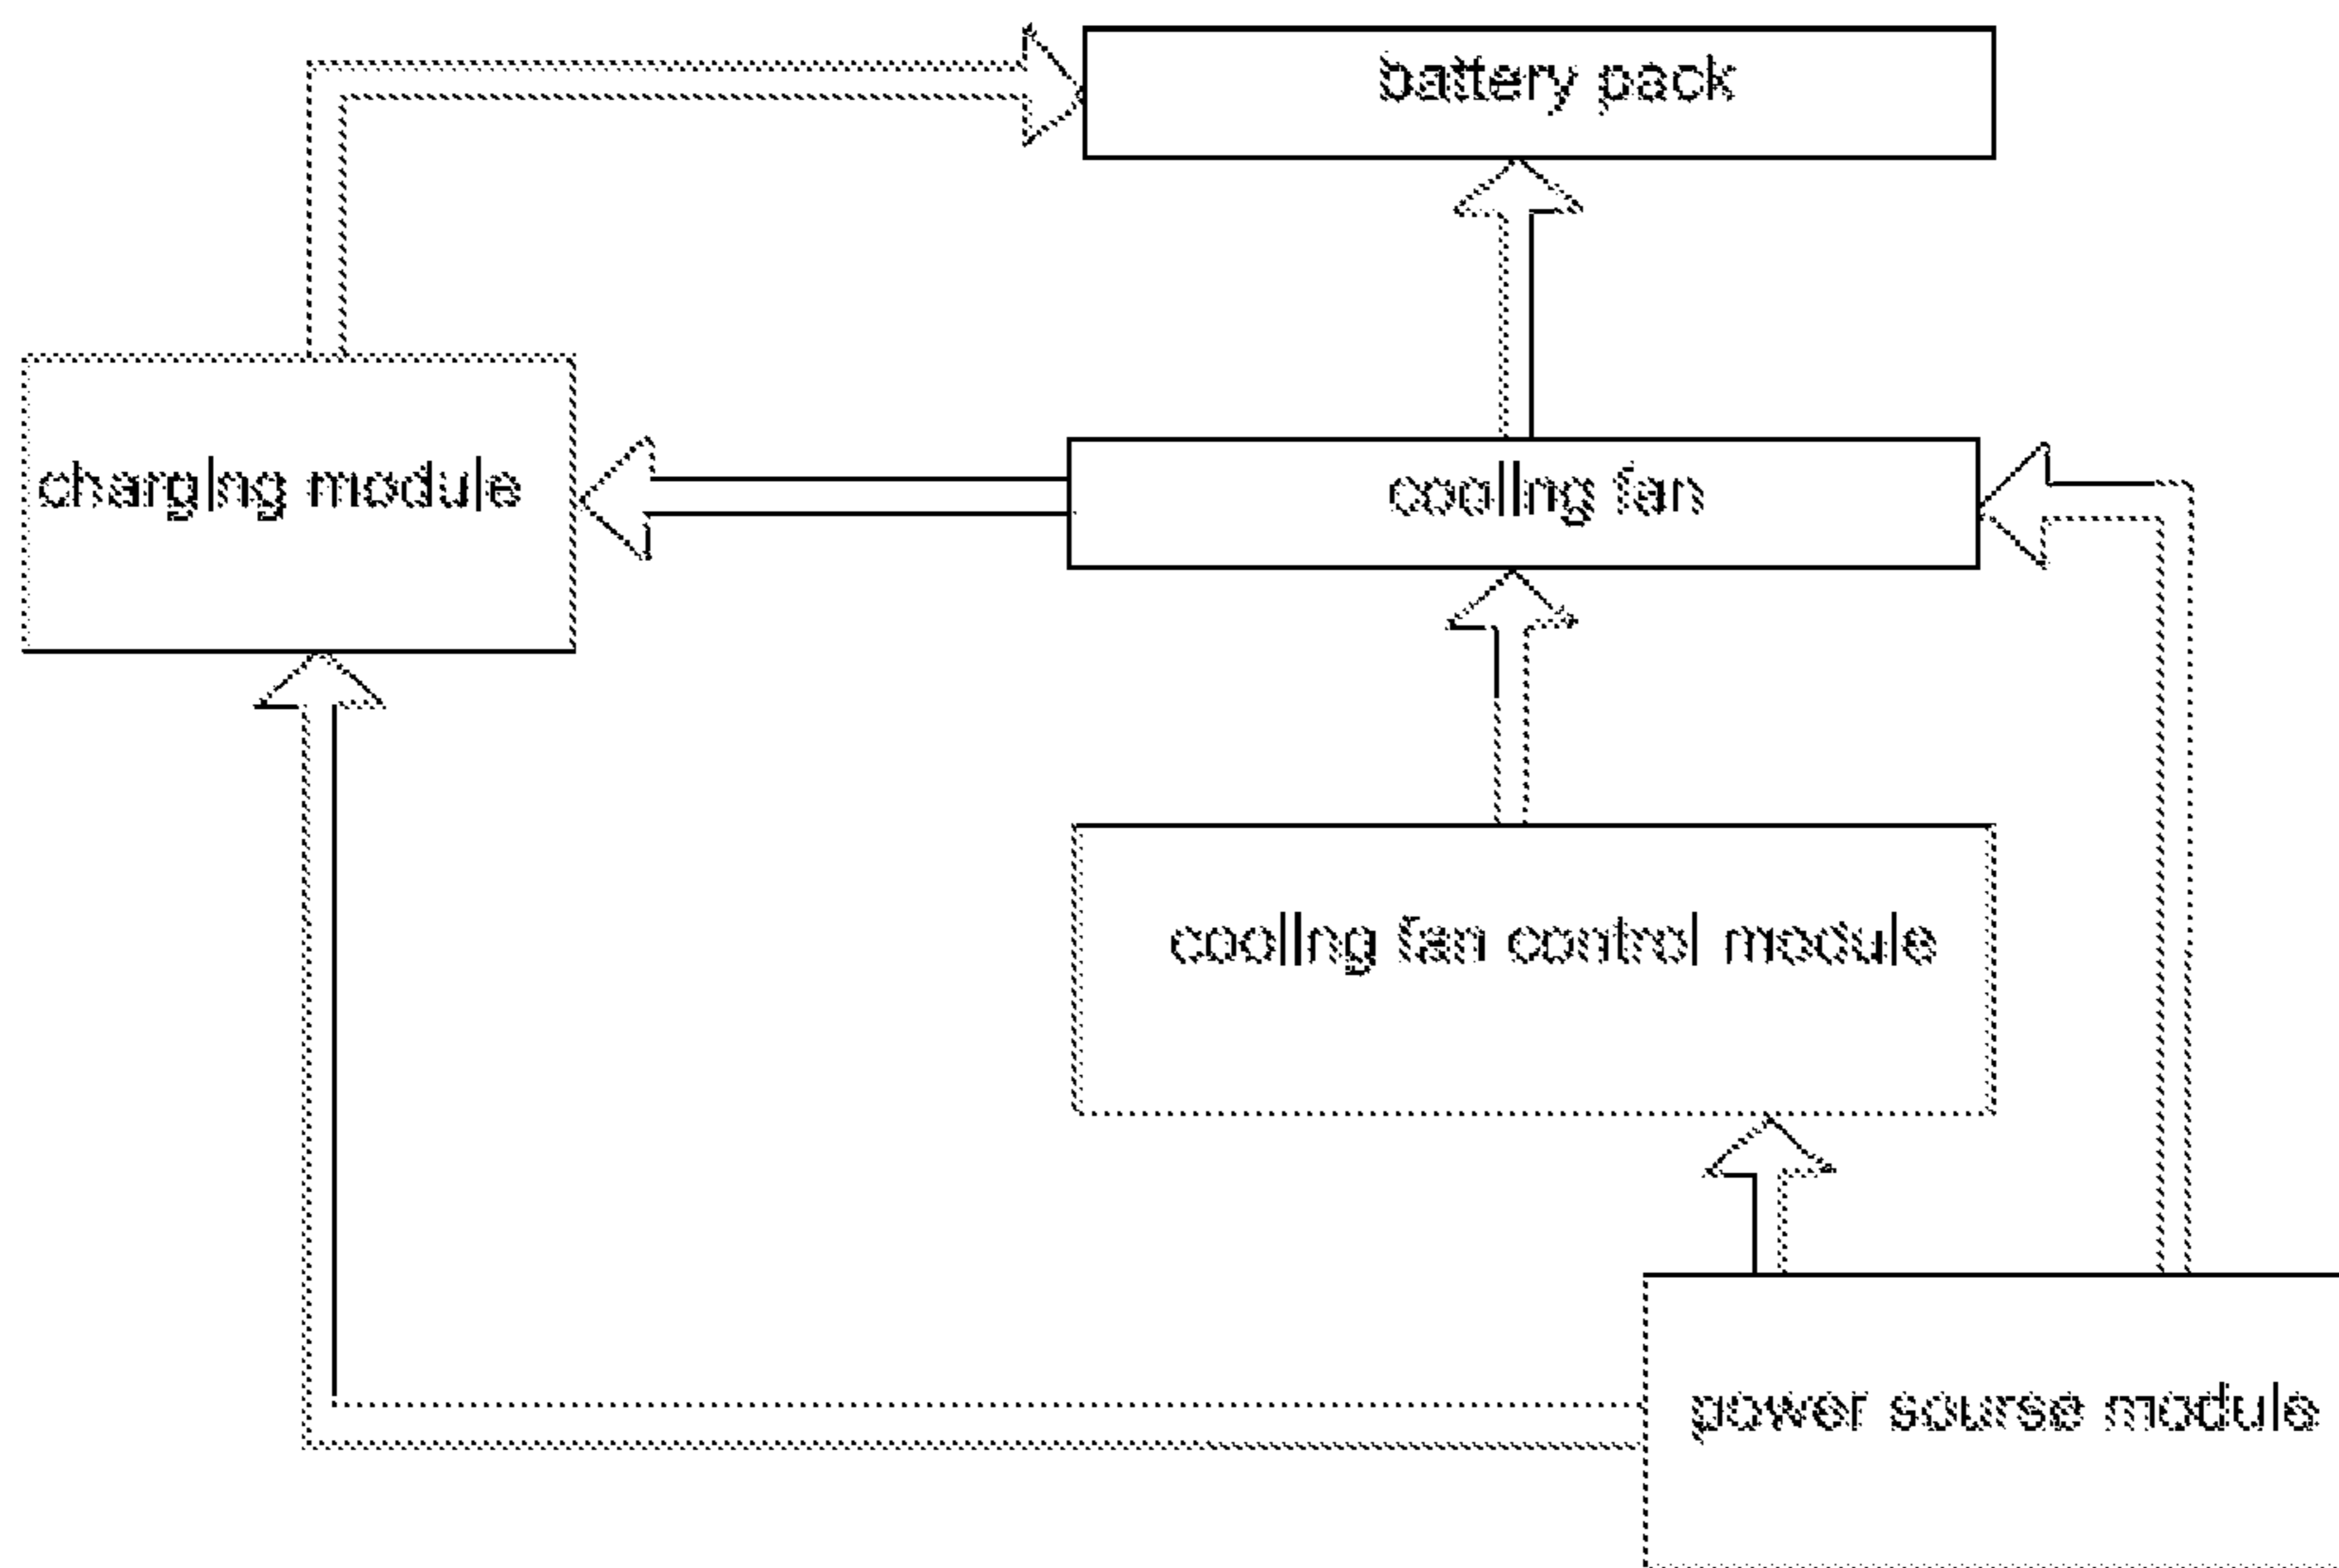 battery pack
charging module
cooling fan
cooling fan control module
power sourse module